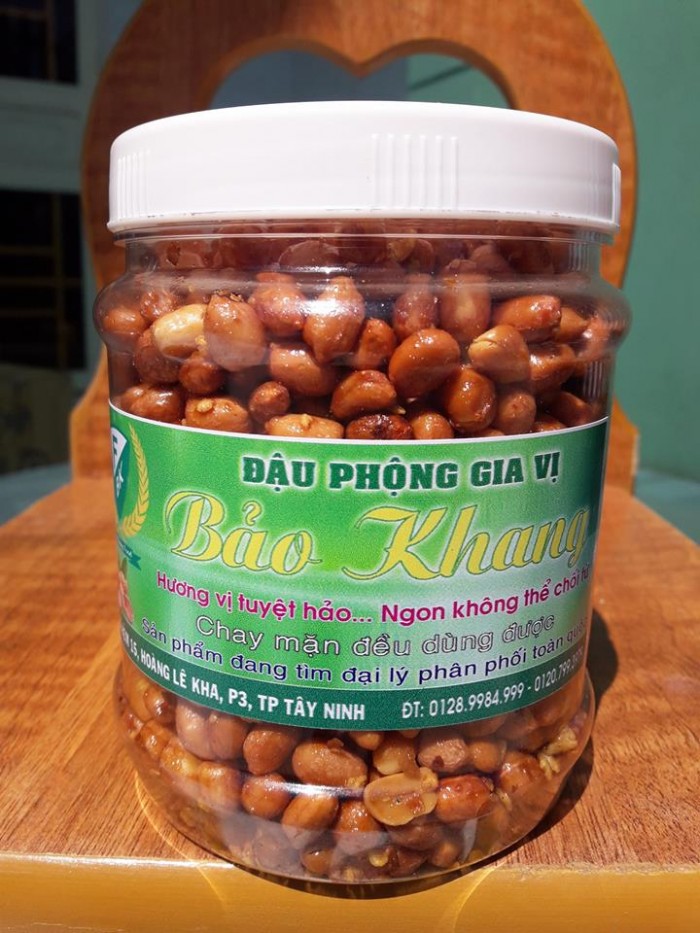 ĐẬU PHỘNG GIA VỊ
Bảo Khang
Hương vị tuyệt hảo... Ngon không thể chối
Chay mặn đều dùng được
Sản phẩm đang tìm đại lý phân phối toàn quốc
15, HOÀNG LÊ KHA, P3, TP TÂY NINH ĐT: 0128.9984.999 - 0120.799